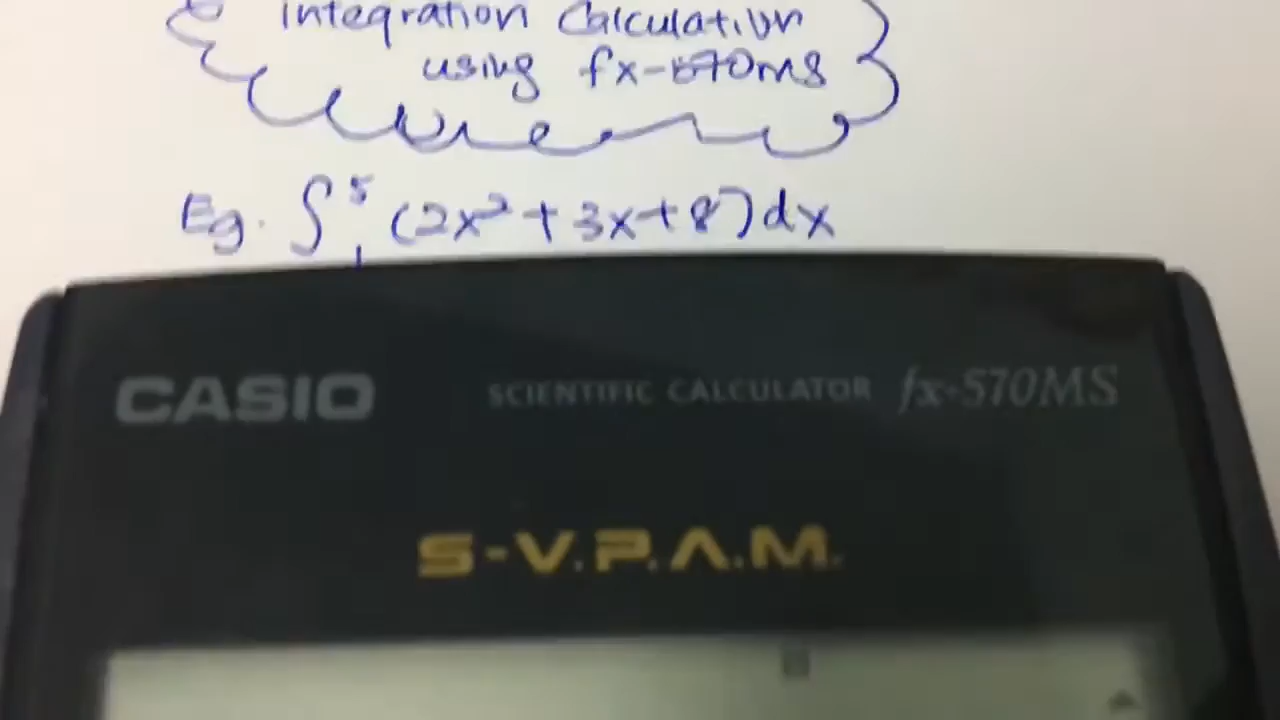 integration calculation
using fx-570MS
Eg. ∫₁⁵ (2x² + 3x + 8) dx
CASIO SCIENTIFIC CALCULATOR fx-570MS
S-V.P.A.M.